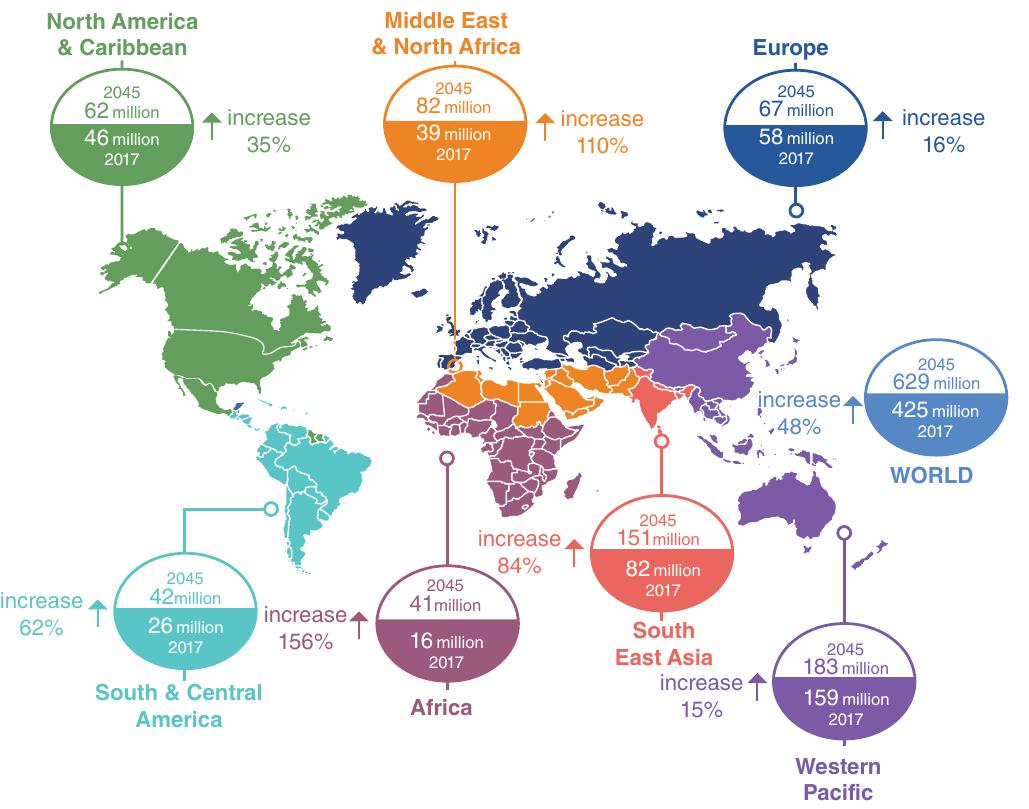 North America
& Caribbean
2045
62 million
46 million
2017
increase
35%
Middle East
& North Africa
2045
82 million
39 million
2017
increase
110%
Europe
2045
67 million
58 million
2017
increase
16%
2045
629 million
425 million
2017
increase
48%
WORLD
2045
42million
26 million
2017
increase
62%
South & Central
America
2045
41million
16 million
2017
increase
156%
Africa
2045
151million
82 million
2017
increase
84%
South
East Asia
2045
183 million
159 million
2017
increase
15%
Western
Pacific